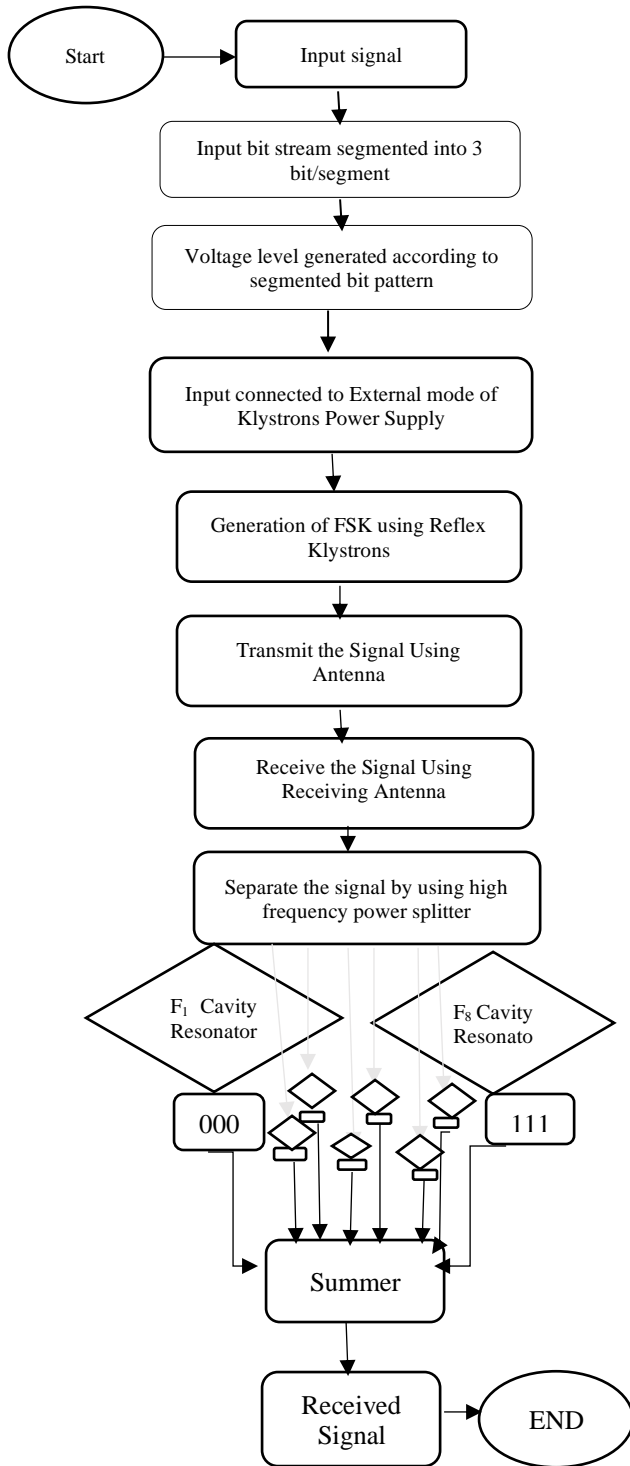 Start
Input signal
Input bit stream segmented into 3
bit/segment
Voltage level generated according to
segmented bit pattern
Input connected to External mode of
Klystrons Power Supply
Generation of FSK using Reflex
Klystrons
Transmit the Signal Using
Antenna
Receive the Signal Using
Receiving Antenna
Separate the signal by using high
frequency power splitter
F₁ Cavity
Resonator
F₈ Cavity
Resonato
000
111
Summer
Received
Signal
END